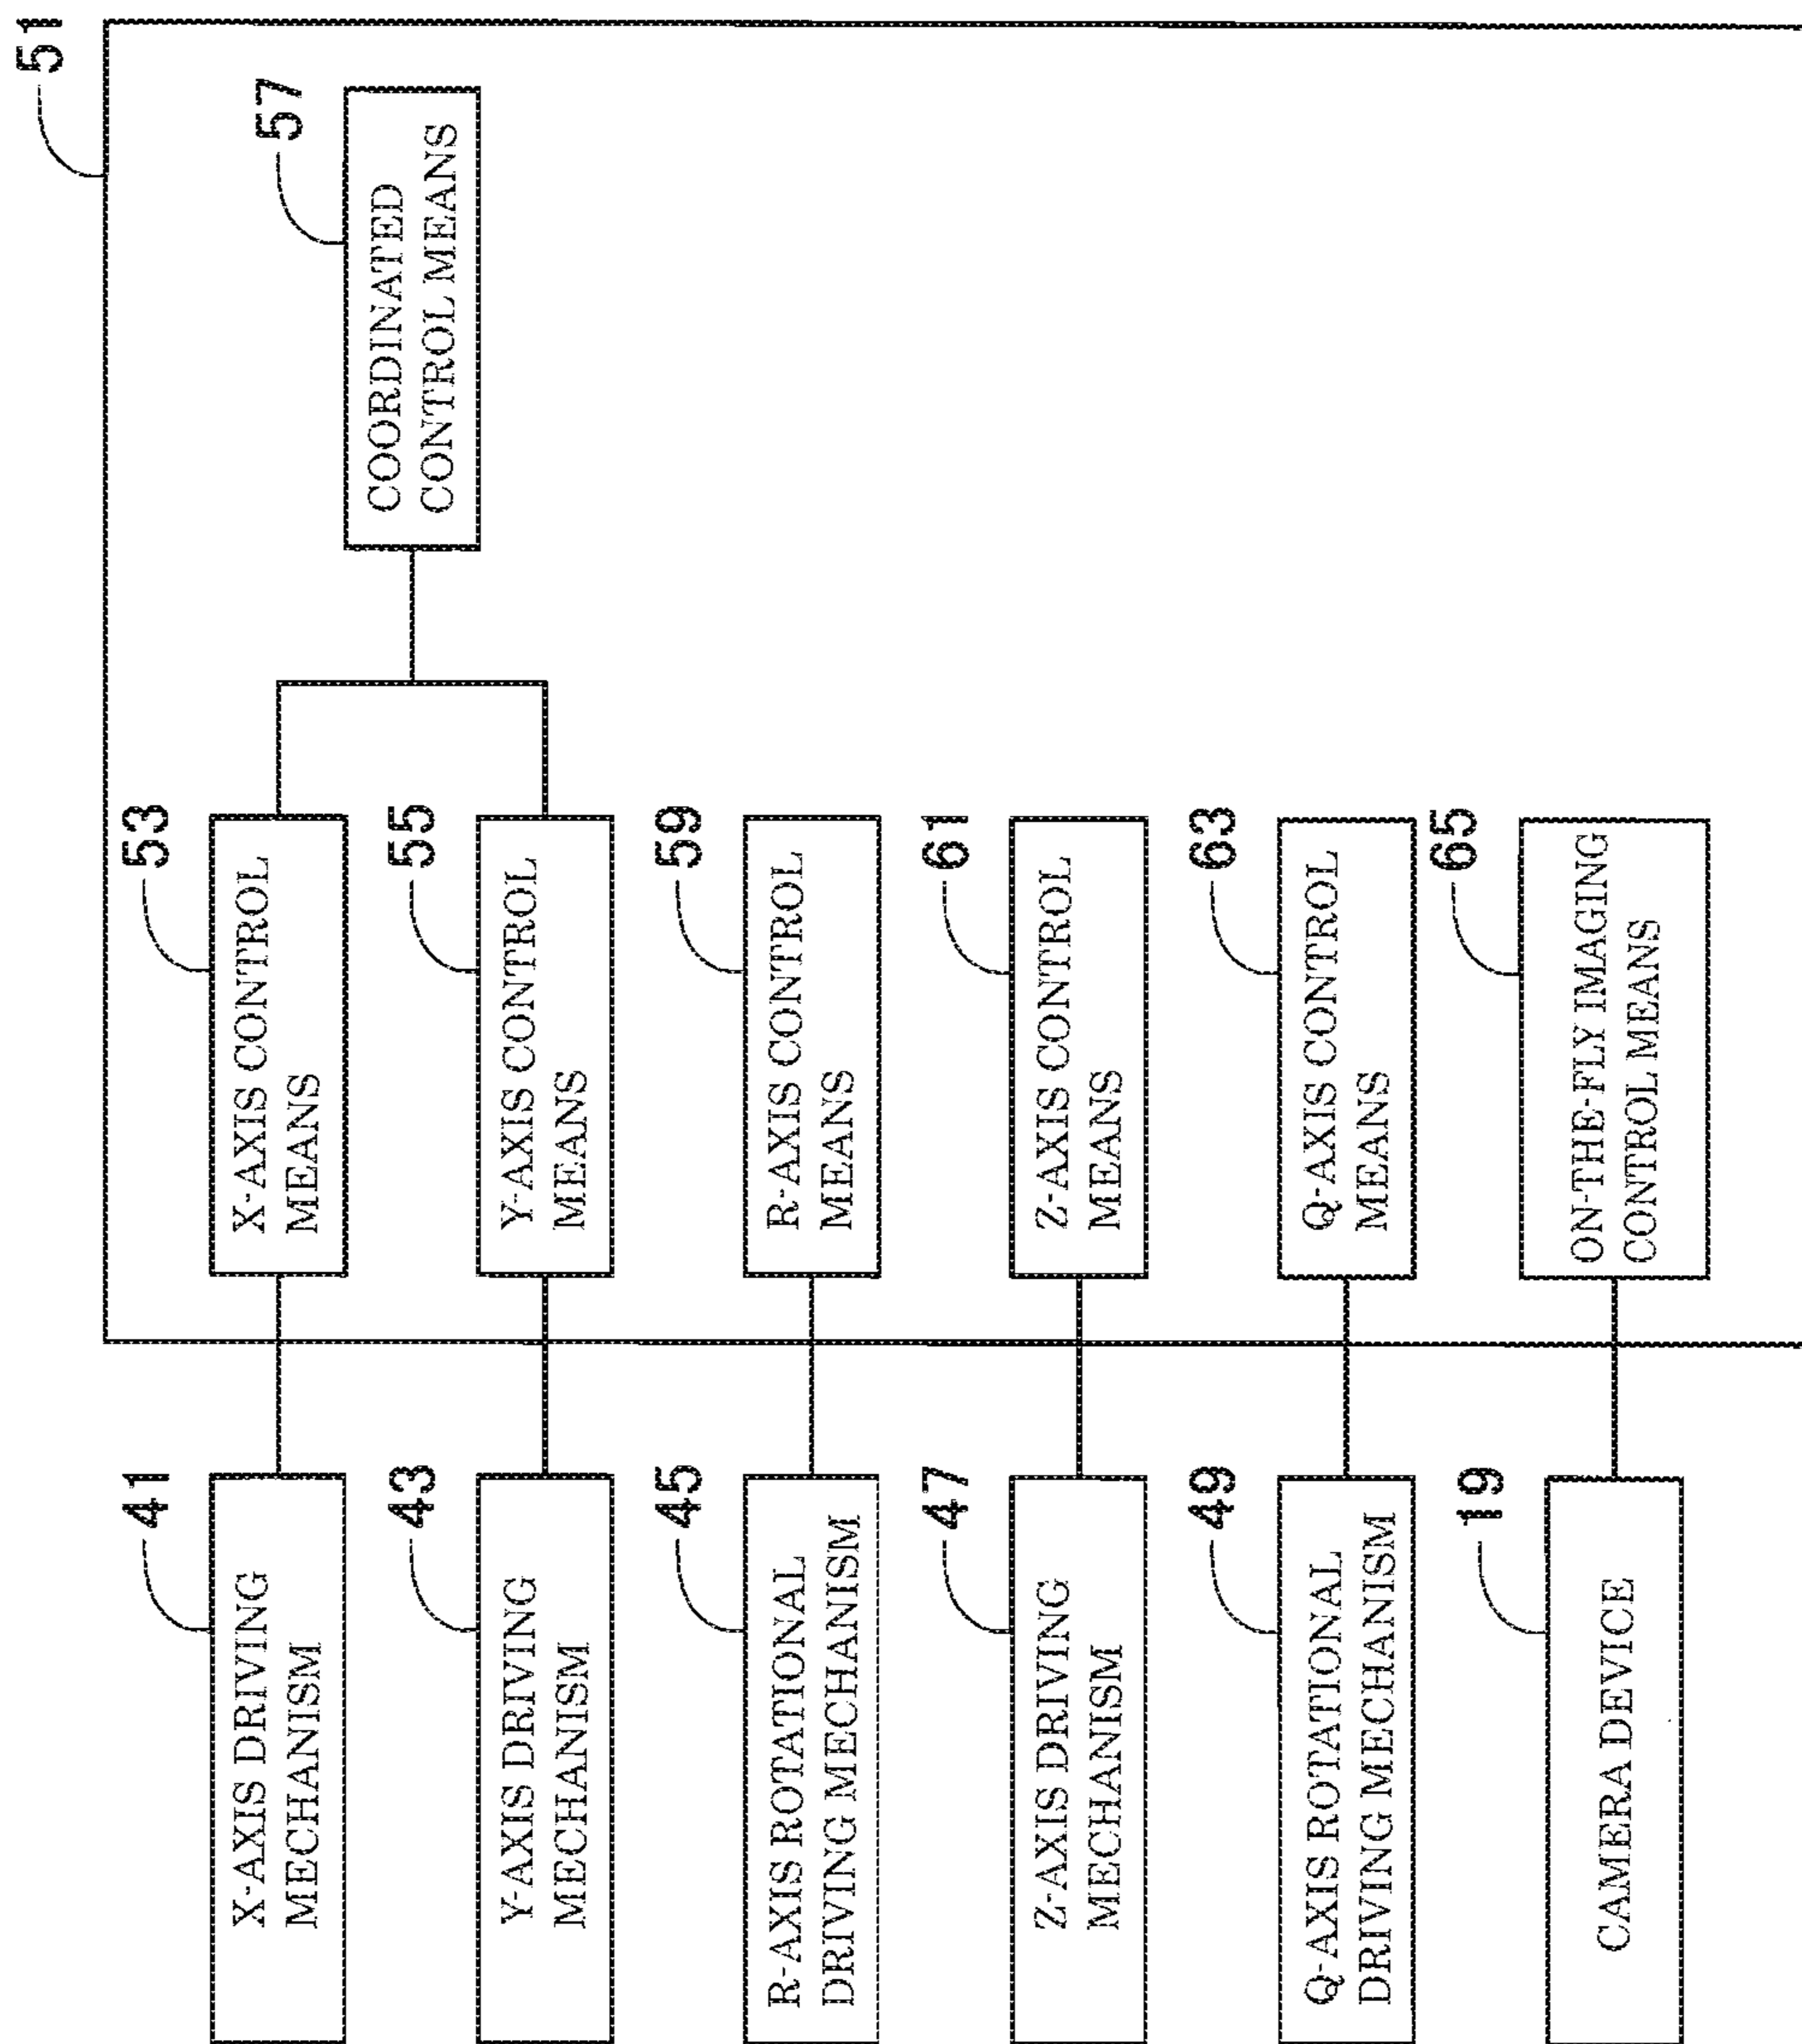 51
57
COORDINATED
CONTROL MEANS
41
X-AXIS DRIVING
MECHANISM
53
X-AXIS CONTROL
MEANS
43
Y-AXIS DRIVING
MECHANISM
55
Y-AXIS CONTROL
MEANS
45
R-AXIS ROTATIONAL
DRIVING MECHANISM
59
R-AXIS CONTROL
MEANS
47
Z-AXIS DRIVING
MECHANISM
61
Z-AXIS CONTROL
MEANS
49
Q-AXIS ROTATIONAL
DRIVING MECHANISM
63
Q-AXIS CONTROL
MEANS
19
CAMERA DEVICE
65
ON-THE-FLY IMAGING
CONTROL MEANS